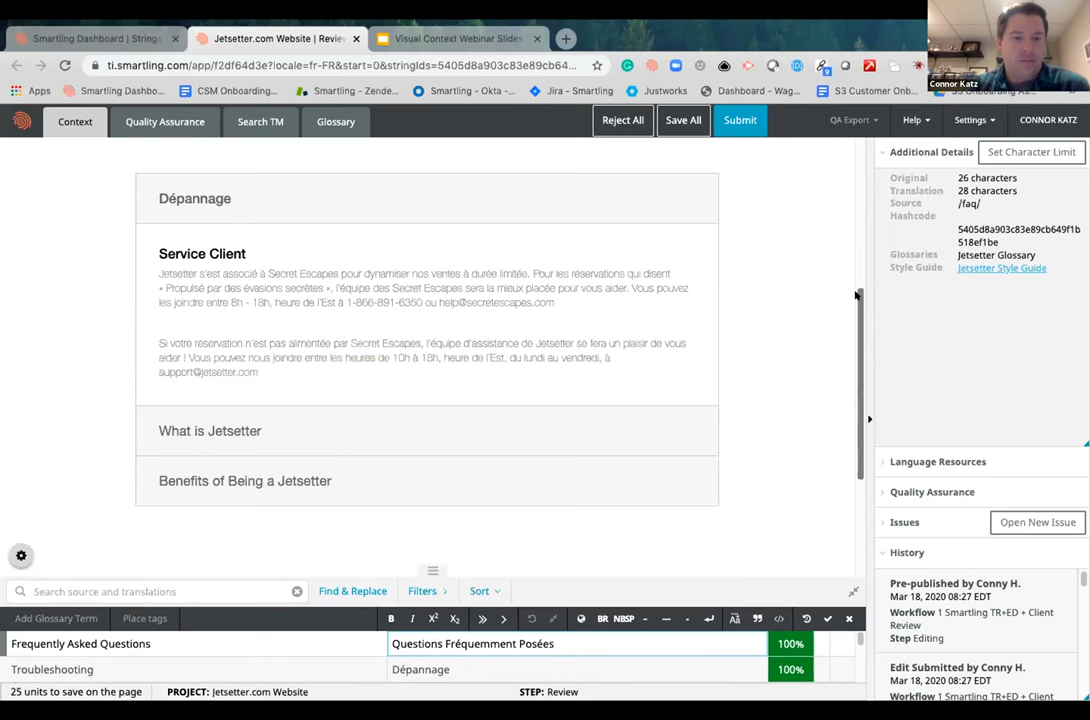 Smartling Dashboard | Strings
Jetsetter.com Website | Review
Visual Context Webinar Slides
ti.smartling.com/app/f2df64d3e?locale=fr-FR&start=0&stringIds=5405d8a903c83e89cb64...
Apps
Smartling Dashbo...
CSM Onboarding...
Smartling - Zende...
Smartling - Okta -...
Jira - Smartling
Justworks
Dashboard - Wag...
S3 Customer Onb...
S3 Onboarding
Connor Katz
Context
Quality Assurance
Search TM
Glossary
Reject All
Save All
Submit
QA Export
Help
Settings
CONNOR KATZ
Dépannage
Service Client
Jetsetter s'est associé à Secret Escapes pour dynamiser nos ventes à durée limitée. Pour les réservations qui disent
« Propulsé par des évasions secrètes », l'équipe des Secret Escapes sera la mieux placée pour vous aider. Vous pouvez
les joindre entre 8h - 18h, heure de l'Est à 1-866-891-6350 ou help@secretescapes.com
Si votre réservation n'est pas alimentée par Secret Escapes, l'équipe d'assistance de Jetsetter se fera un plaisir de vous
aider ! Vous pouvez nous joindre entre les heures de 10h à 18h, heure de l'Est. du lundi au vendredi, à
support@jetsetter.com
What is Jetsetter
Benefits of Being a Jetsetter
Additional Details
Set Character Limit
Original 26 characters
Translation 28 characters
Source /faq/
Hashcode
5405d8a903c83e89cb649f1b
518ef1be
Glossaries Jetsetter Glossary
Style Guide Jetsetter Style Guide
Language Resources
Quality Assurance
Issues
Open New Issue
History
Pre-published by Conny H.
Mar 18, 2020 08:27 EDT
Workflow 1 Smartling TR+ED + Client
Review
Step Editing
Edit Submitted by Conny H.
Mar 18, 2020 08:27 EDT
Workflow 1 Smartling TR+ED + Client
Search source and translations
Find & Replace
Filters
Sort
Add Glossary Term
Place tags
B I X² X₂ BR NBSP
Frequently Asked Questions
Questions Fréquemment Posées
100%
Troubleshooting
Dépannage
100%
25 units to save on the page
PROJECT: Jetsetter.com Website
STEP: Review